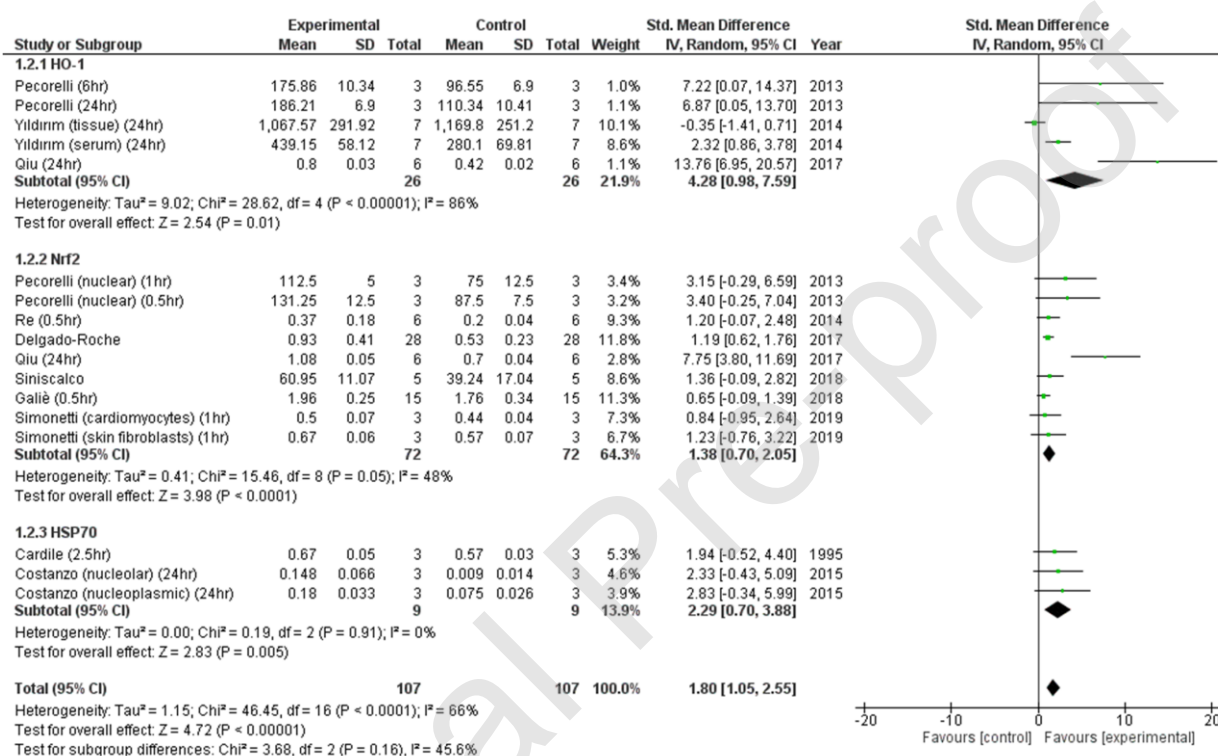 Experimental Control Std. Mean Difference Std. Mean Difference
Study or Subgroup Mean SD Total Mean SD Total Weight IV, Random, 95% CI Year IV, Random, 95% CI
1.2.1 HO-1
Pecorelli (6hr) 175.86 10.34 3 96.55 6.9 3 1.0% 7.22 [0.07, 14.37] 2013
Pecorelli (24hr) 186.21 6.9 3 110.34 10.41 3 1.1% 6.87 [0.05, 13.70] 2013
Yıldırım (tissue) (24hr) 1,067.57 291.92 7 1,169.8 251.2 7 10.1% -0.35 [-1.41, 0.71] 2014
Yıldırım (serum) (24hr) 439.15 58.12 7 280.1 69.81 7 8.6% 2.32 [0.86, 3.78] 2014
Qiu (24hr) 0.8 0.03 6 0.42 0.02 6 1.1% 13.76 [6.95, 20.57] 2017
Subtotal (95% CI) 26 26 21.9% 4.28 [0.98, 7.59]
Heterogeneity: Tau² = 9.02; Chi² = 28.62, df = 4 (P < 0.00001); I² = 86%
Test for overall effect: Z = 2.54 (P = 0.01)
1.2.2 Nrf2
Pecorelli (nuclear) (1hr) 112.5 5 3 75 12.5 3 3.4% 3.15 [-0.29, 6.59] 2013
Pecorelli (nuclear) (0.5hr) 131.25 12.5 3 87.5 7.5 3 3.2% 3.40 [-0.25, 7.04] 2013
Re (0.5hr) 0.37 0.18 6 0.2 0.04 6 9.3% 1.20 [-0.07, 2.48] 2014
Delgado-Roche 0.93 0.41 28 0.53 0.23 28 11.8% 1.19 [0.62, 1.76] 2017
Qiu (24hr) 1.08 0.05 6 0.7 0.04 6 2.8% 7.75 [3.80, 11.69] 2017
Siniscalco 60.95 11.07 5 39.24 17.04 5 8.6% 1.36 [-0.09, 2.82] 2018
Galiè (0.5hr) 1.96 0.25 15 1.76 0.34 15 11.3% 0.65 [-0.09, 1.39] 2018
Simonetti (cardiomyocytes) (1hr) 0.5 0.07 3 0.44 0.04 3 7.3% 0.84 [-0.95, 2.64] 2019
Simonetti (skin fibroblasts) (1hr) 0.67 0.06 3 0.57 0.07 3 6.7% 1.23 [-0.76, 3.22] 2019
Subtotal (95% CI) 72 72 64.3% 1.38 [0.70, 2.05]
Heterogeneity: Tau² = 0.41; Chi² = 15.46, df = 8 (P = 0.05); I² = 48%
Test for overall effect: Z = 3.98 (P < 0.0001)
1.2.3 HSP70
Cardile (2.5hr) 0.67 0.05 3 0.57 0.03 3 5.3% 1.94 [-0.52, 4.40] 1995
Costanzo (nucleolar) (24hr) 0.148 0.066 3 0.009 0.014 3 4.6% 2.33 [-0.43, 5.09] 2015
Costanzo (nucleoplasmic) (24hr) 0.18 0.033 3 0.075 0.026 3 3.9% 2.83 [-0.34, 5.99] 2015
Subtotal (95% CI) 9 9 13.9% 2.29 [0.70, 3.88]
Heterogeneity: Tau² = 0.00; Chi² = 0.19, df = 2 (P = 0.91); I² = 0%
Test for overall effect: Z = 2.83 (P = 0.005)
Total (95% CI) 107 107 100.0% 1.80 [1.05, 2.55]
Heterogeneity: Tau² = 1.15; Chi² = 46.45, df = 16 (P < 0.0001); I² = 66%
Test for overall effect: Z = 4.72 (P < 0.00001)
Test for subgroup differences: Chi² = 3.68, df = 2 (P = 0.16), I² = 45.6%
-20 -10 0 10 20
Favours [control] Favours [experimental]
al Pre-proof